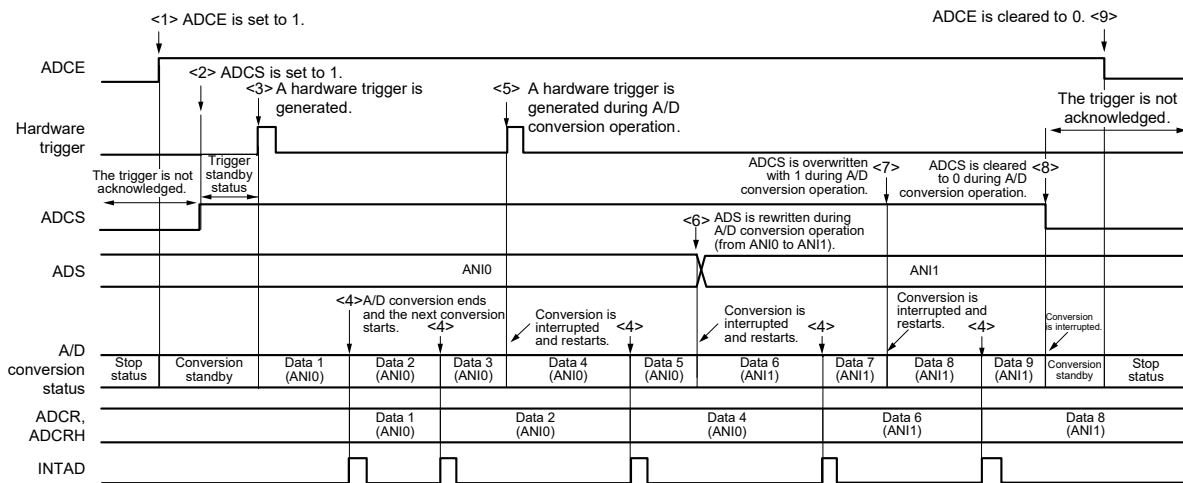 <1> ADCE is set to 1.
ADCE is cleared to 0. <9>
ADCE
<2> ADCS is set to 1.
<3> A hardware trigger is
generated.
<5> A hardware trigger is
generated during A/D
conversion operation.
The trigger is not
acknowledged.
Hardware
trigger
The trigger is not
acknowledged.
Trigger
standby
status
ADCS is overwritten
with 1 during A/D
conversion operation.
<7>
ADCS is cleared
to 0 during A/D
conversion operation.
<8>
ADCS
<6> ADS is rewritten during
A/D conversion operation
(from ANI0 to ANI1).
ADS
ANI0
ANI1
<4> A/D conversion ends
and the next conversion
starts.
<4>
Conversion is
interrupted
and restarts.
<4>
Conversion is
interrupted
and restarts.
<4>
Conversion is
interrupted and
restarts.
<4>
Conversion
is interrupted.
A/D
conversion
status
Stop
status
Conversion
standby
Data 1
(ANI0)
Data 2
(ANI0)
Data 3
(ANI0)
Data 4
(ANI0)
Data 5
(ANI0)
Data 6
(ANI1)
Data 7
(ANI1)
Data 8
(ANI1)
Data 9
(ANI1)
Conversion
standby
Stop
status
ADCR,
ADCRH
Data 1
(ANI0)
Data 2
(ANI0)
Data 4
(ANI0)
Data 6
(ANI1)
Data 8
(ANI1)
INTAD